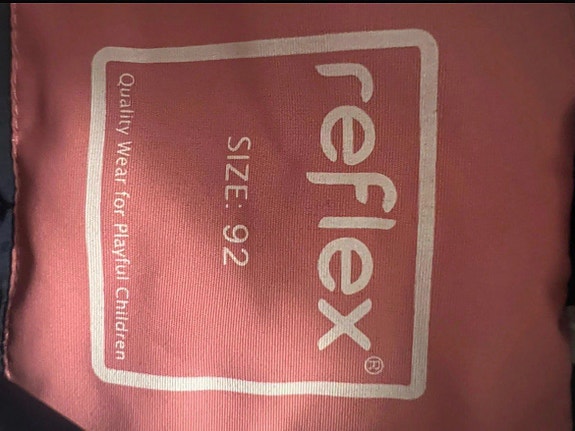 reflex®
SIZE: 92
Quality Wear for Playful Children